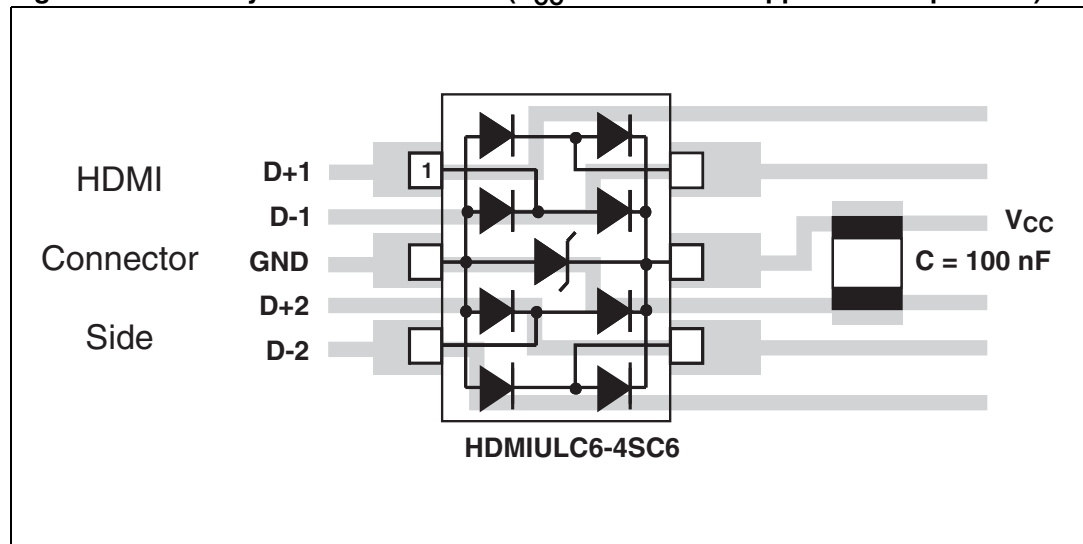 HDMI
Connector
Side
D+1
D-1
GND
D+2
D-2
1
VCC
C = 100 nF
HDMIULC6-4SC6